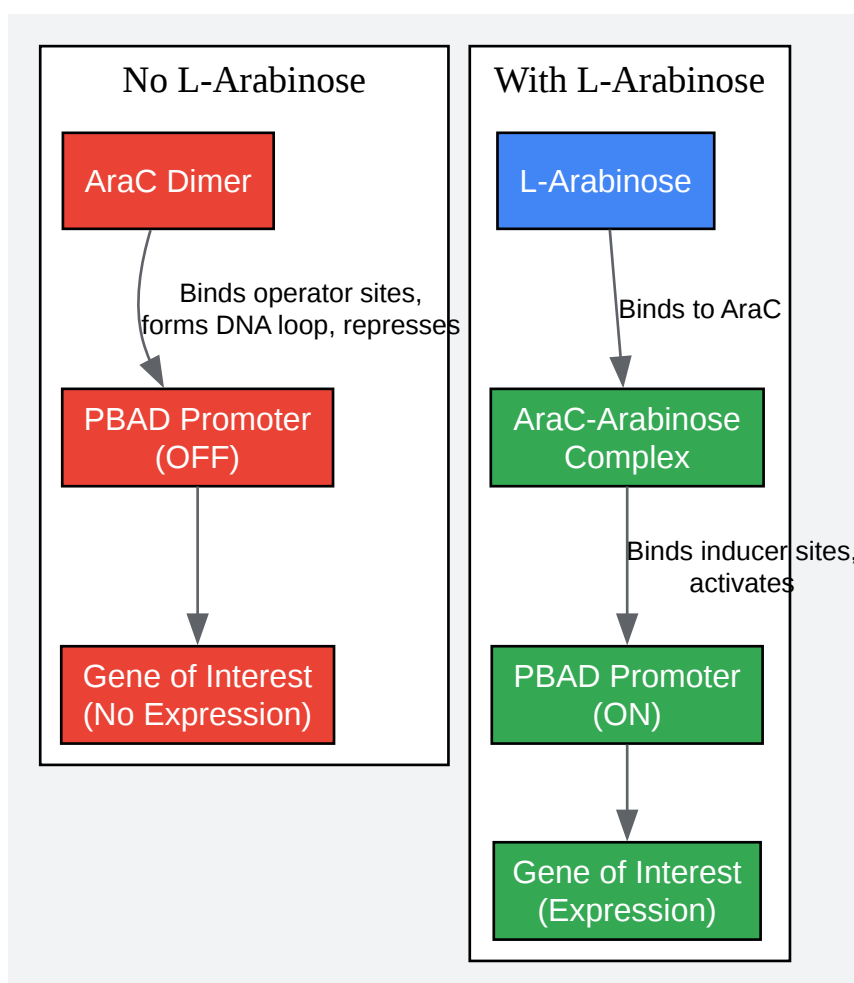 No L-Arabinose
AraC Dimer
Binds operator sites,
forms DNA loop, represses
PBAD Promoter
(OFF)
Gene of Interest
(No Expression)
With L-Arabinose
L-Arabinose
Binds to AraC
AraC-Arabinose
Complex
Binds inducer sites,
activates
PBAD Promoter
(ON)
Gene of Interest
(Expression)